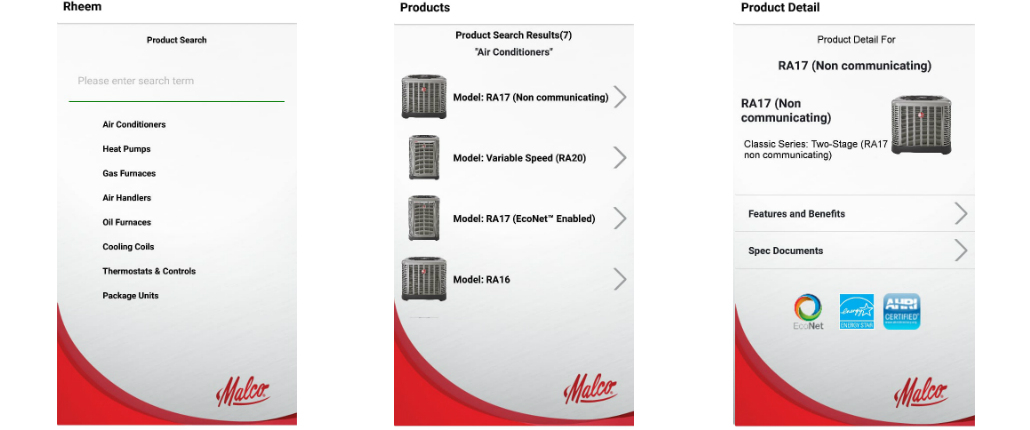 Rheem
Product Search
Please enter search term
Air Conditioners
Heat Pumps
Gas Furnaces
Air Handlers
Oil Furnaces
Cooling Coils
Thermostats & Controls
Package Units
Malco
Products
Product Search Results(7)
"Air Conditioners"
Model: RA17 (Non communicating)
Model: Variable Speed (RA20)
Model: RA17 (EcoNet™ Enabled)
Model: RA16
Malco
Product Detail
Product Detail For
RA17 (Non communicating)
RA17 (Non
communicating)
Classic Series: Two-Stage (RA17
non communicating)
Features and Benefits
Spec Documents
EcoNet
energy
ENERGY STAR
AHRI
CERTIFIED
Malco